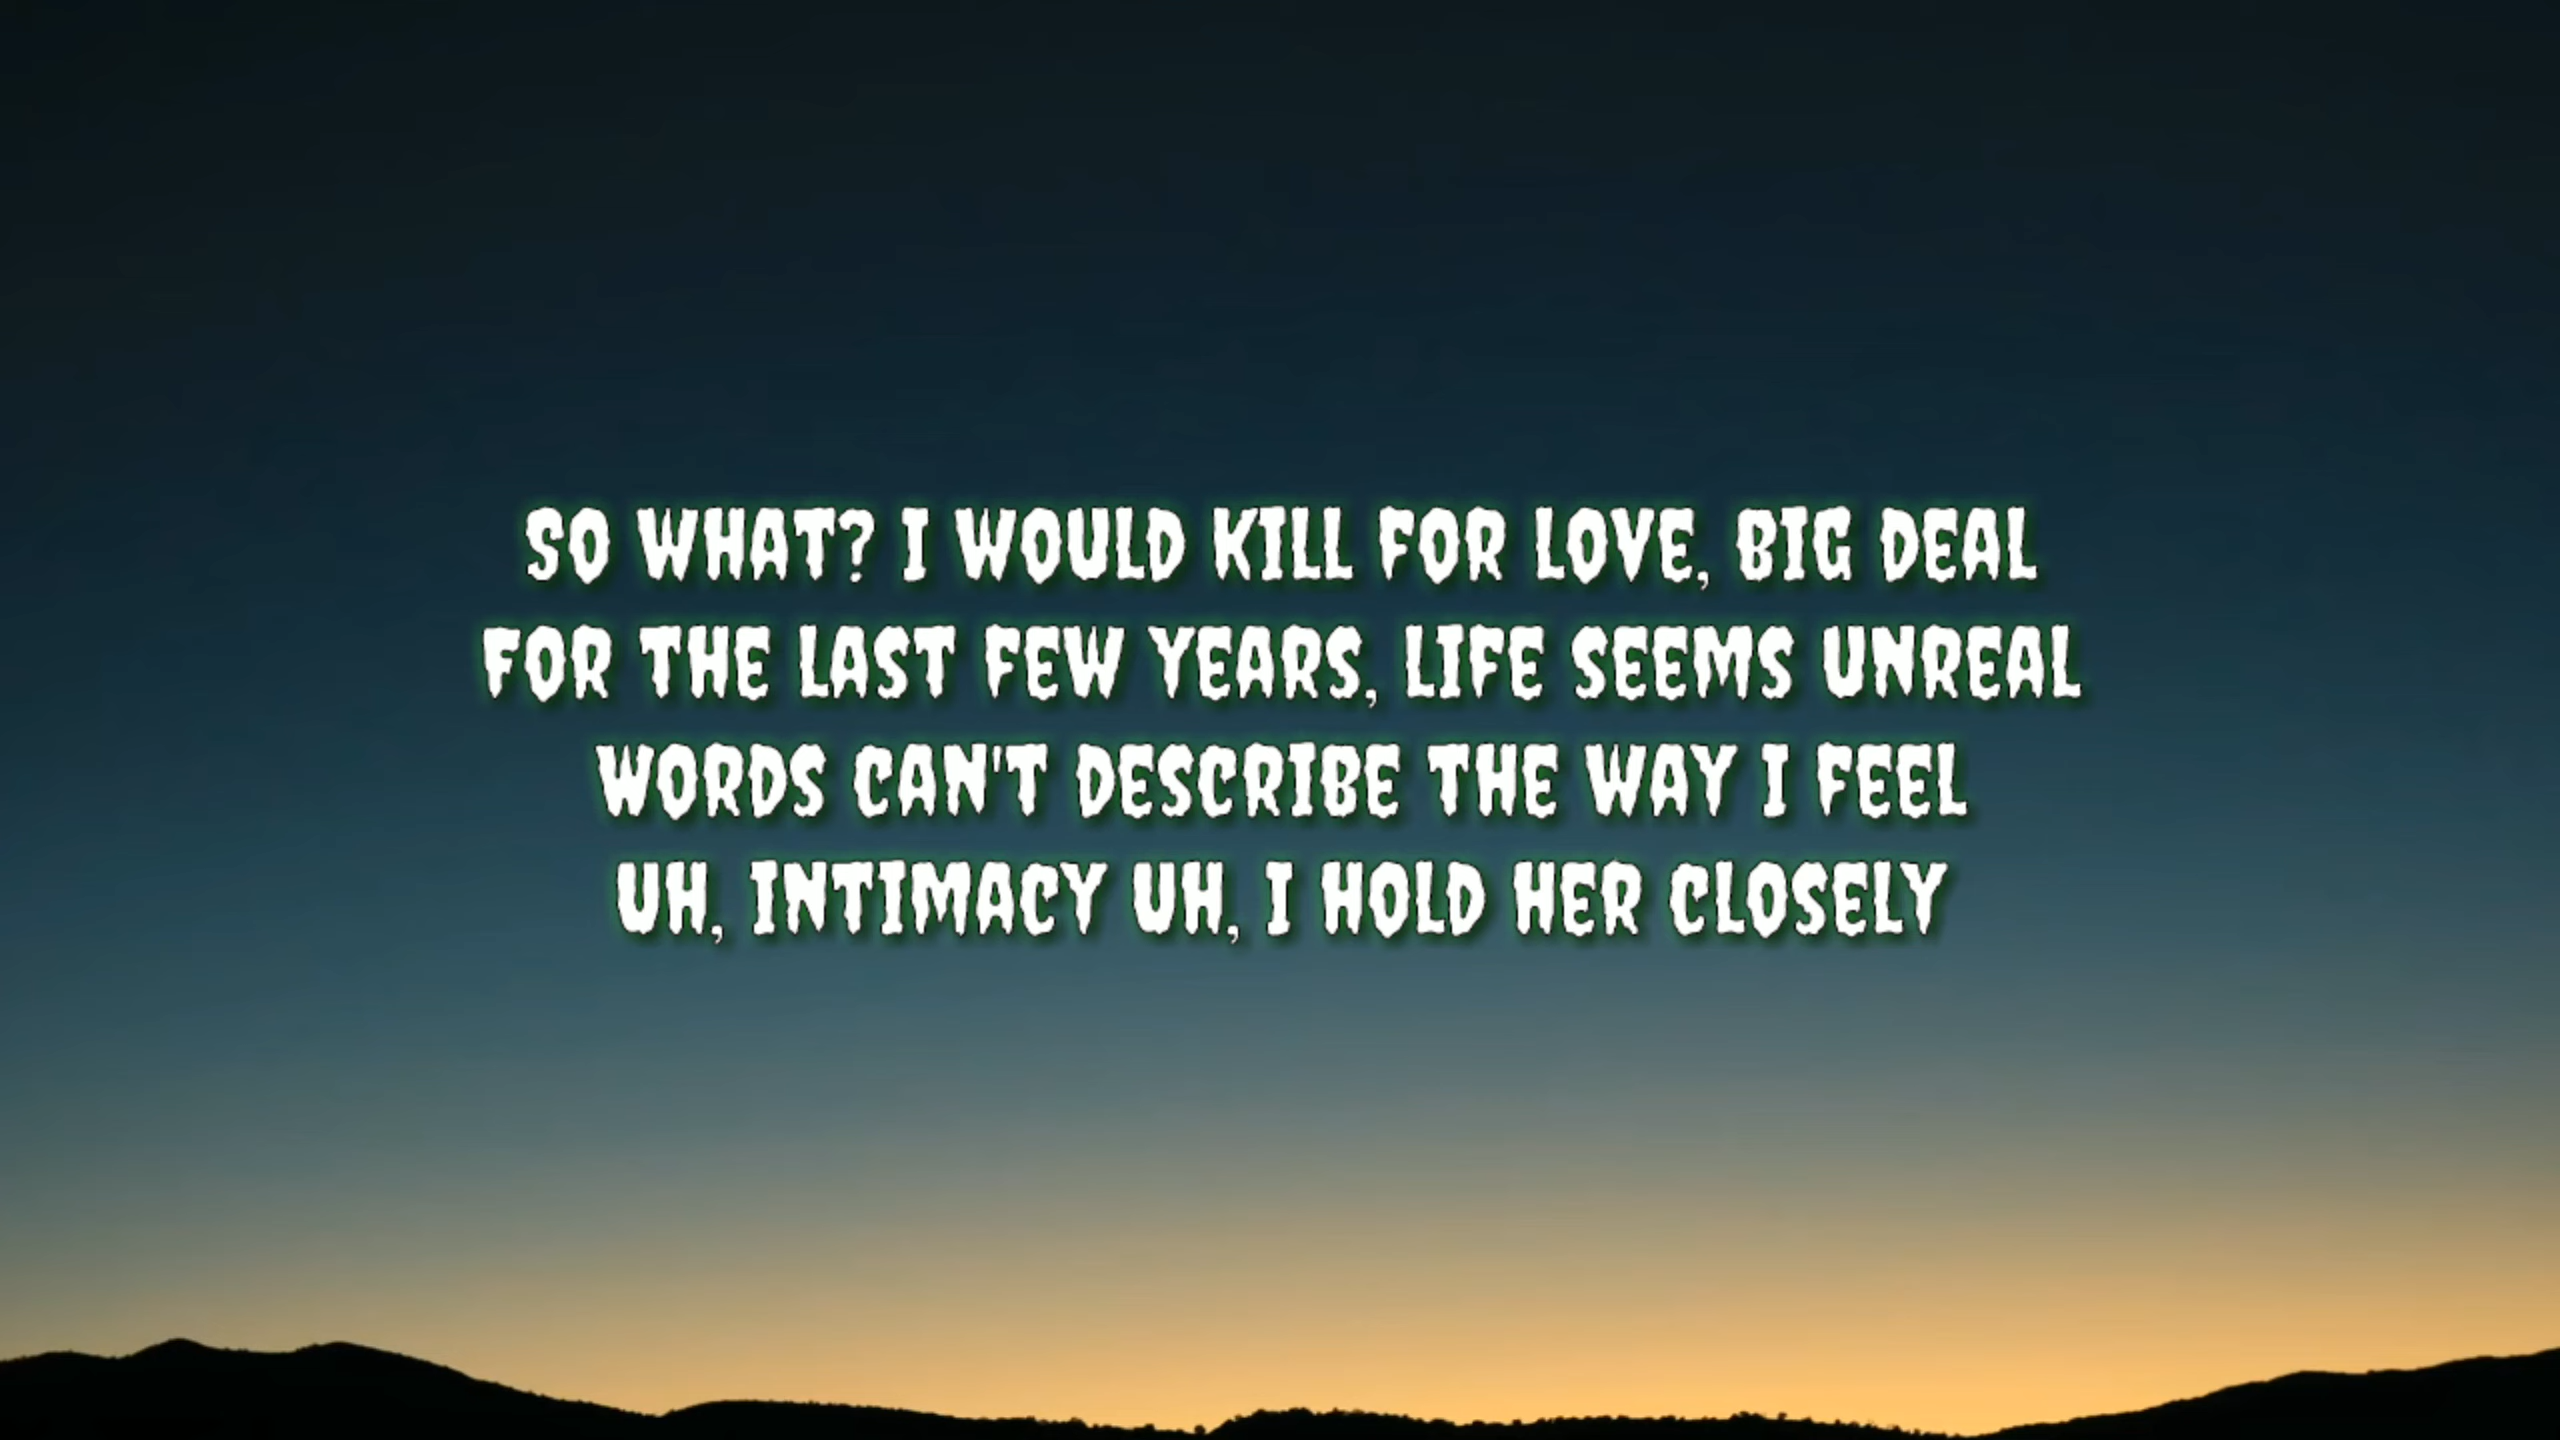 SO WHAT? I WOULD KILL FOR LOVE, BIG DEAL
FOR THE LAST FEW YEARS, LIFE SEEMS UNREAL
WORDS CAN'T DESCRIBE THE WAY I FEEL
UH, INTIMACY UH, I HOLD HER CLOSELY